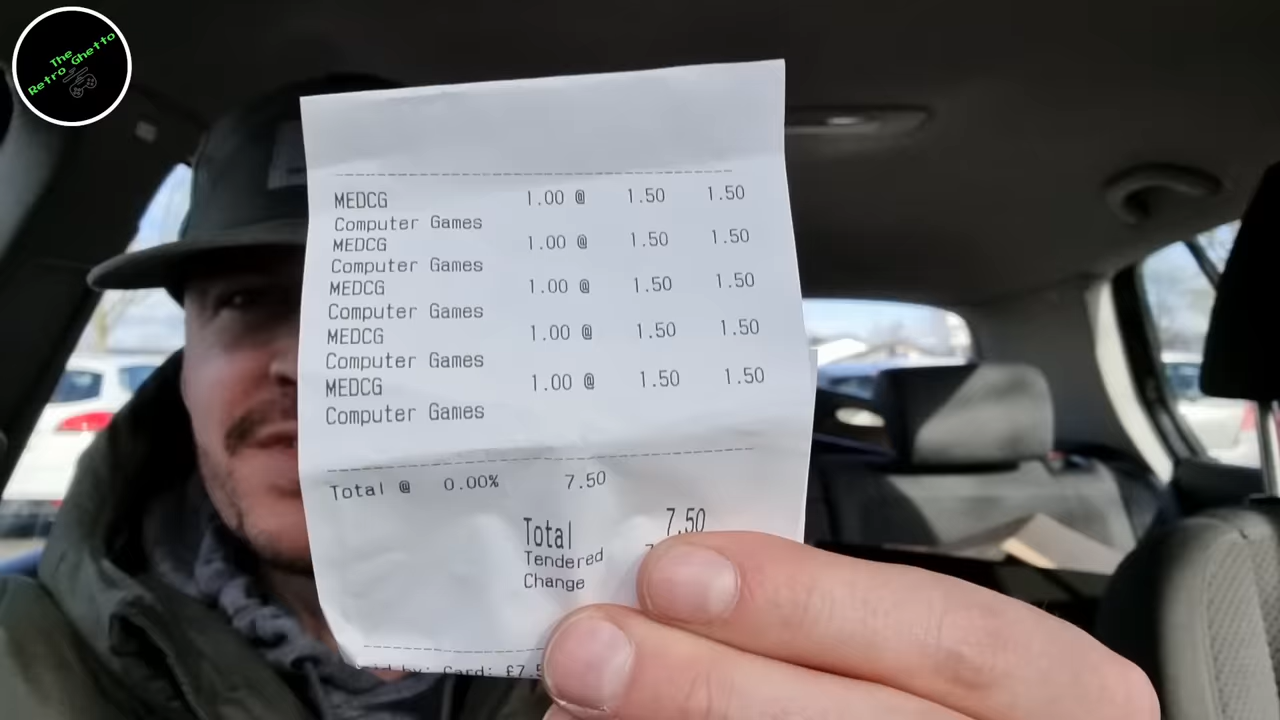 The
Retro Ghetto
MEDCG 1.00 @ 1.50 1.50
Computer Games
MEDCG 1.00 @ 1.50 1.50
Computer Games
MEDCG 1.00 @ 1.50 1.50
Computer Games
MEDCG 1.00 @ 1.50 1.50
Computer Games
MEDCG 1.00 @ 1.50 1.50
Computer Games
Total @ 0.00% 7.50
Total 7.50
Tendered
Change
by: Card: £7.5